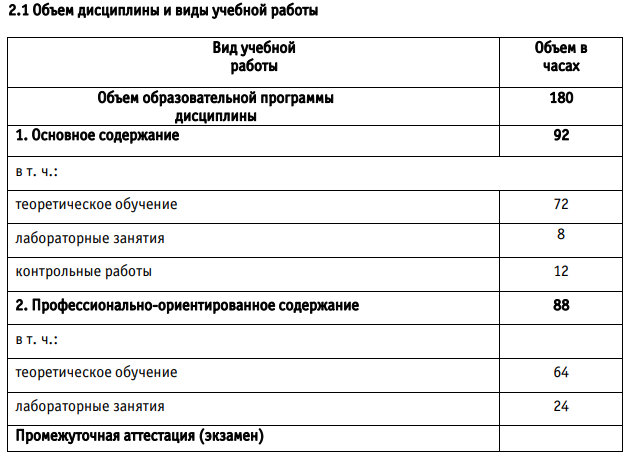 2.1 Объем дисциплины и виды учебной работы
Вид учебной
работы
Объем в
часах
Объем образовательной программы
дисциплины
180
1. Основное содержание 92
в т. ч.:
теоретическое обучение 72
лабораторные занятия 8
контрольные работы 12
2. Профессионально-ориентированное содержание 88
в т. ч.:
теоретическое обучение 64
лабораторные занятия 24
Промежуточная аттестация (экзамен)